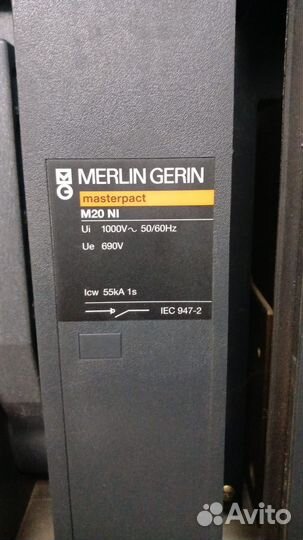 MERLIN GERIN
masterpact
M20 NI
Ui 1000V~ 50/60Hz
Ue 690V
Icw 55kA 1s
IEC 947-2
Avito